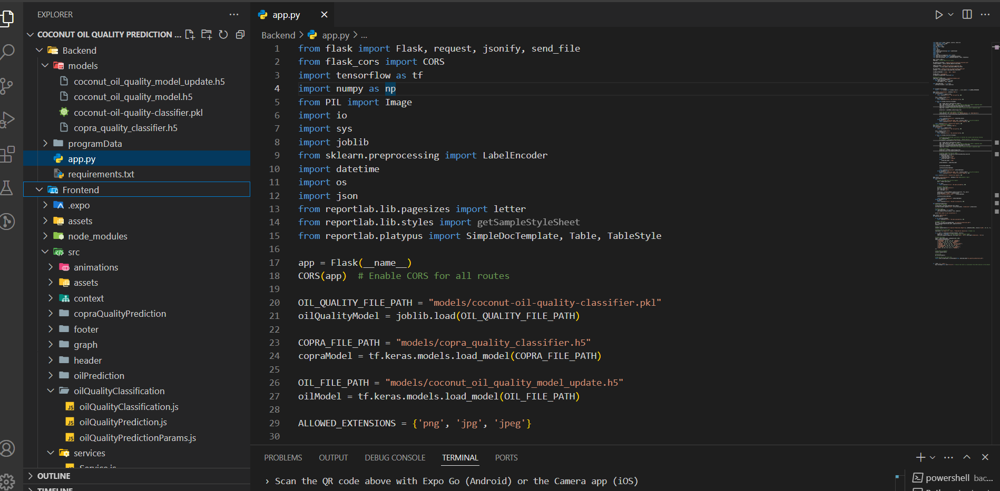 EXPLORER
COCONUT OIL QUALITY PREDICTION ...
Backend
models
coconut_oil_quality_model_update.h5
coconut_oil_quality_model.h5
coconut-oil-quality-classifier.pkl
copra_quality_classifier.h5
programData
app.py
requirements.txt
Frontend
.expo
assets
node_modules
src
animations
assets
context
copraQualityPrediction
footer
graph
header
oilPrediction
oilQualityClassification
JS oilQualityClassification.js
JS oilQualityPrediction.js
JS oilQualityPredictionParams.js
services
Service.js
OUTLINE
TIMELINE
app.py
Backend > app.py > ...
1 from flask import Flask, request, jsonify, send_file
2 from flask_cors import CORS
3 import tensorflow as tf
4 import numpy as np
5 from PIL import Image
6 import io
7 import sys
8 import joblib
9 from sklearn.preprocessing import LabelEncoder
10 import datetime
11 import os
12 import json
13 from reportlab.lib.pagesizes import letter
14 from reportlab.lib.styles import getSampleStyleSheet
15 from reportlab.platypus import SimpleDocTemplate, Table, TableStyle
16
17 app = Flask(__name__)
18 CORS(app)  # Enable CORS for all routes
19
20 OIL_QUALITY_FILE_PATH = "models/coconut-oil-quality-classifier.pkl"
21 oilQualityModel = joblib.load(OIL_QUALITY_FILE_PATH)
22
23 COPRA_FILE_PATH = "models/copra_quality_classifier.h5"
24 copraModel = tf.keras.models.load_model(COPRA_FILE_PATH)
25
26 OIL_FILE_PATH = "models/coconut_oil_quality_model_update.h5"
27 oilModel = tf.keras.models.load_model(OIL_FILE_PATH)
28
29 ALLOWED_EXTENSIONS = {'png', 'jpg', 'jpeg'}
30
PROBLEMS OUTPUT DEBUG CONSOLE TERMINAL PORTS
› Scan the QR code above with Expo Go (Android) or the Camera app (iOS)
powershell bac...